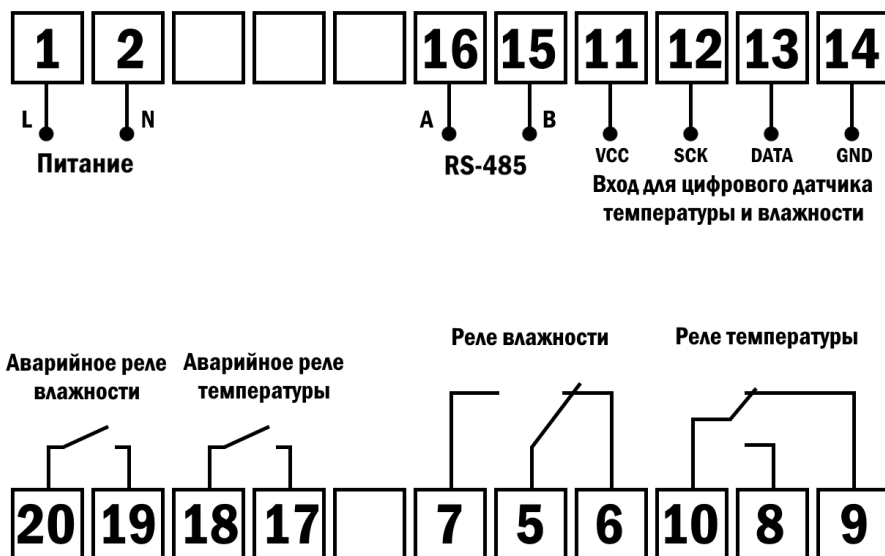 1 2 16 15 11 12 13 14
L N A B
VCC SCK DATA GND
Питание RS-485
Вход для цифрового датчика
температуры и влажности
Реле влажности Реле температуры
Аварийное реле Аварийное реле
влажности температуры
20 19 18 17 7 5 6 10 8 9